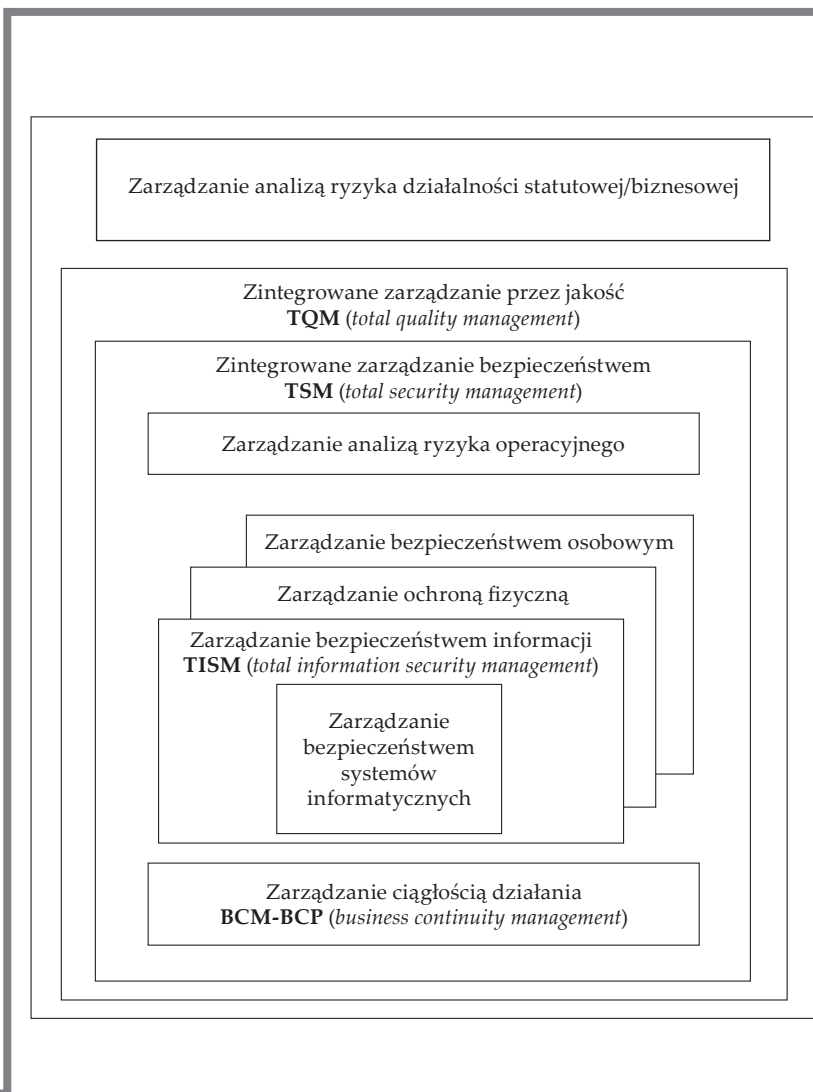 Zarządzanie analizą ryzyka działalności statutowej/biznesowej
Zintegrowane zarządzanie przez jakość
TQM (total quality management)
Zintegrowane zarządzanie bezpieczeństwem
TSM (total security management)
Zarządzanie analizą ryzyka operacyjnego
Zarządzanie bezpieczeństwem osobowym
Zarządzanie ochroną fizyczną
Zarządzanie bezpieczeństwem informacji
TISM (total information security management)
Zarządzanie
bezpieczeństwem
systemów
informatycznych
Zarządzanie ciągłością działania
BCM-BCP (business continuity management)